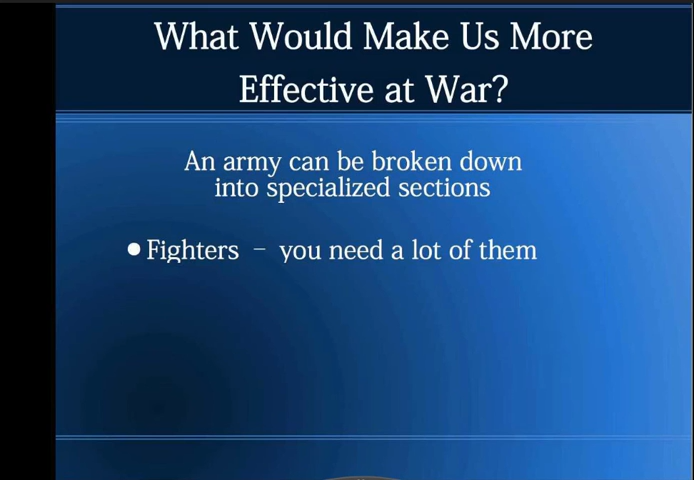 What Would Make Us More
Effective at War?
An army can be broken down
into specialized sections
● Fighters – you need a lot of them